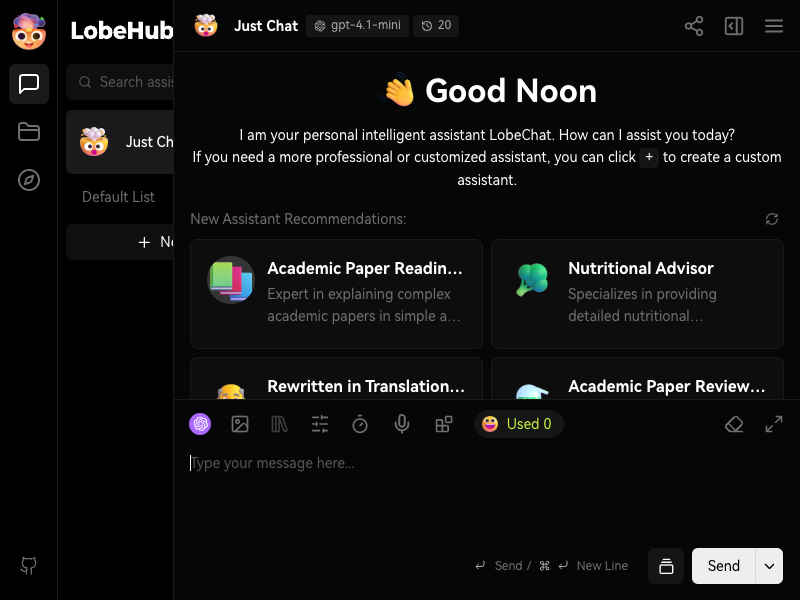 LobeHub
Search assis
Just Ch
Default List
Just Chat
gpt-4.1-mini
20
👋 Good Noon
I am your personal intelligent assistant LobeChat. How can I assist you today?
If you need a more professional or customized assistant, you can click + to create a custom
assistant.
New Assistant Recommendations:
Academic Paper Readin...
Expert in explaining complex
academic papers in simple a...
Nutritional Advisor
Specializes in providing
detailed nutritional...
Rewritten in Translation...
Academic Paper Review...
Used 0
Type your message here...
Send / ⌘ New Line
Send